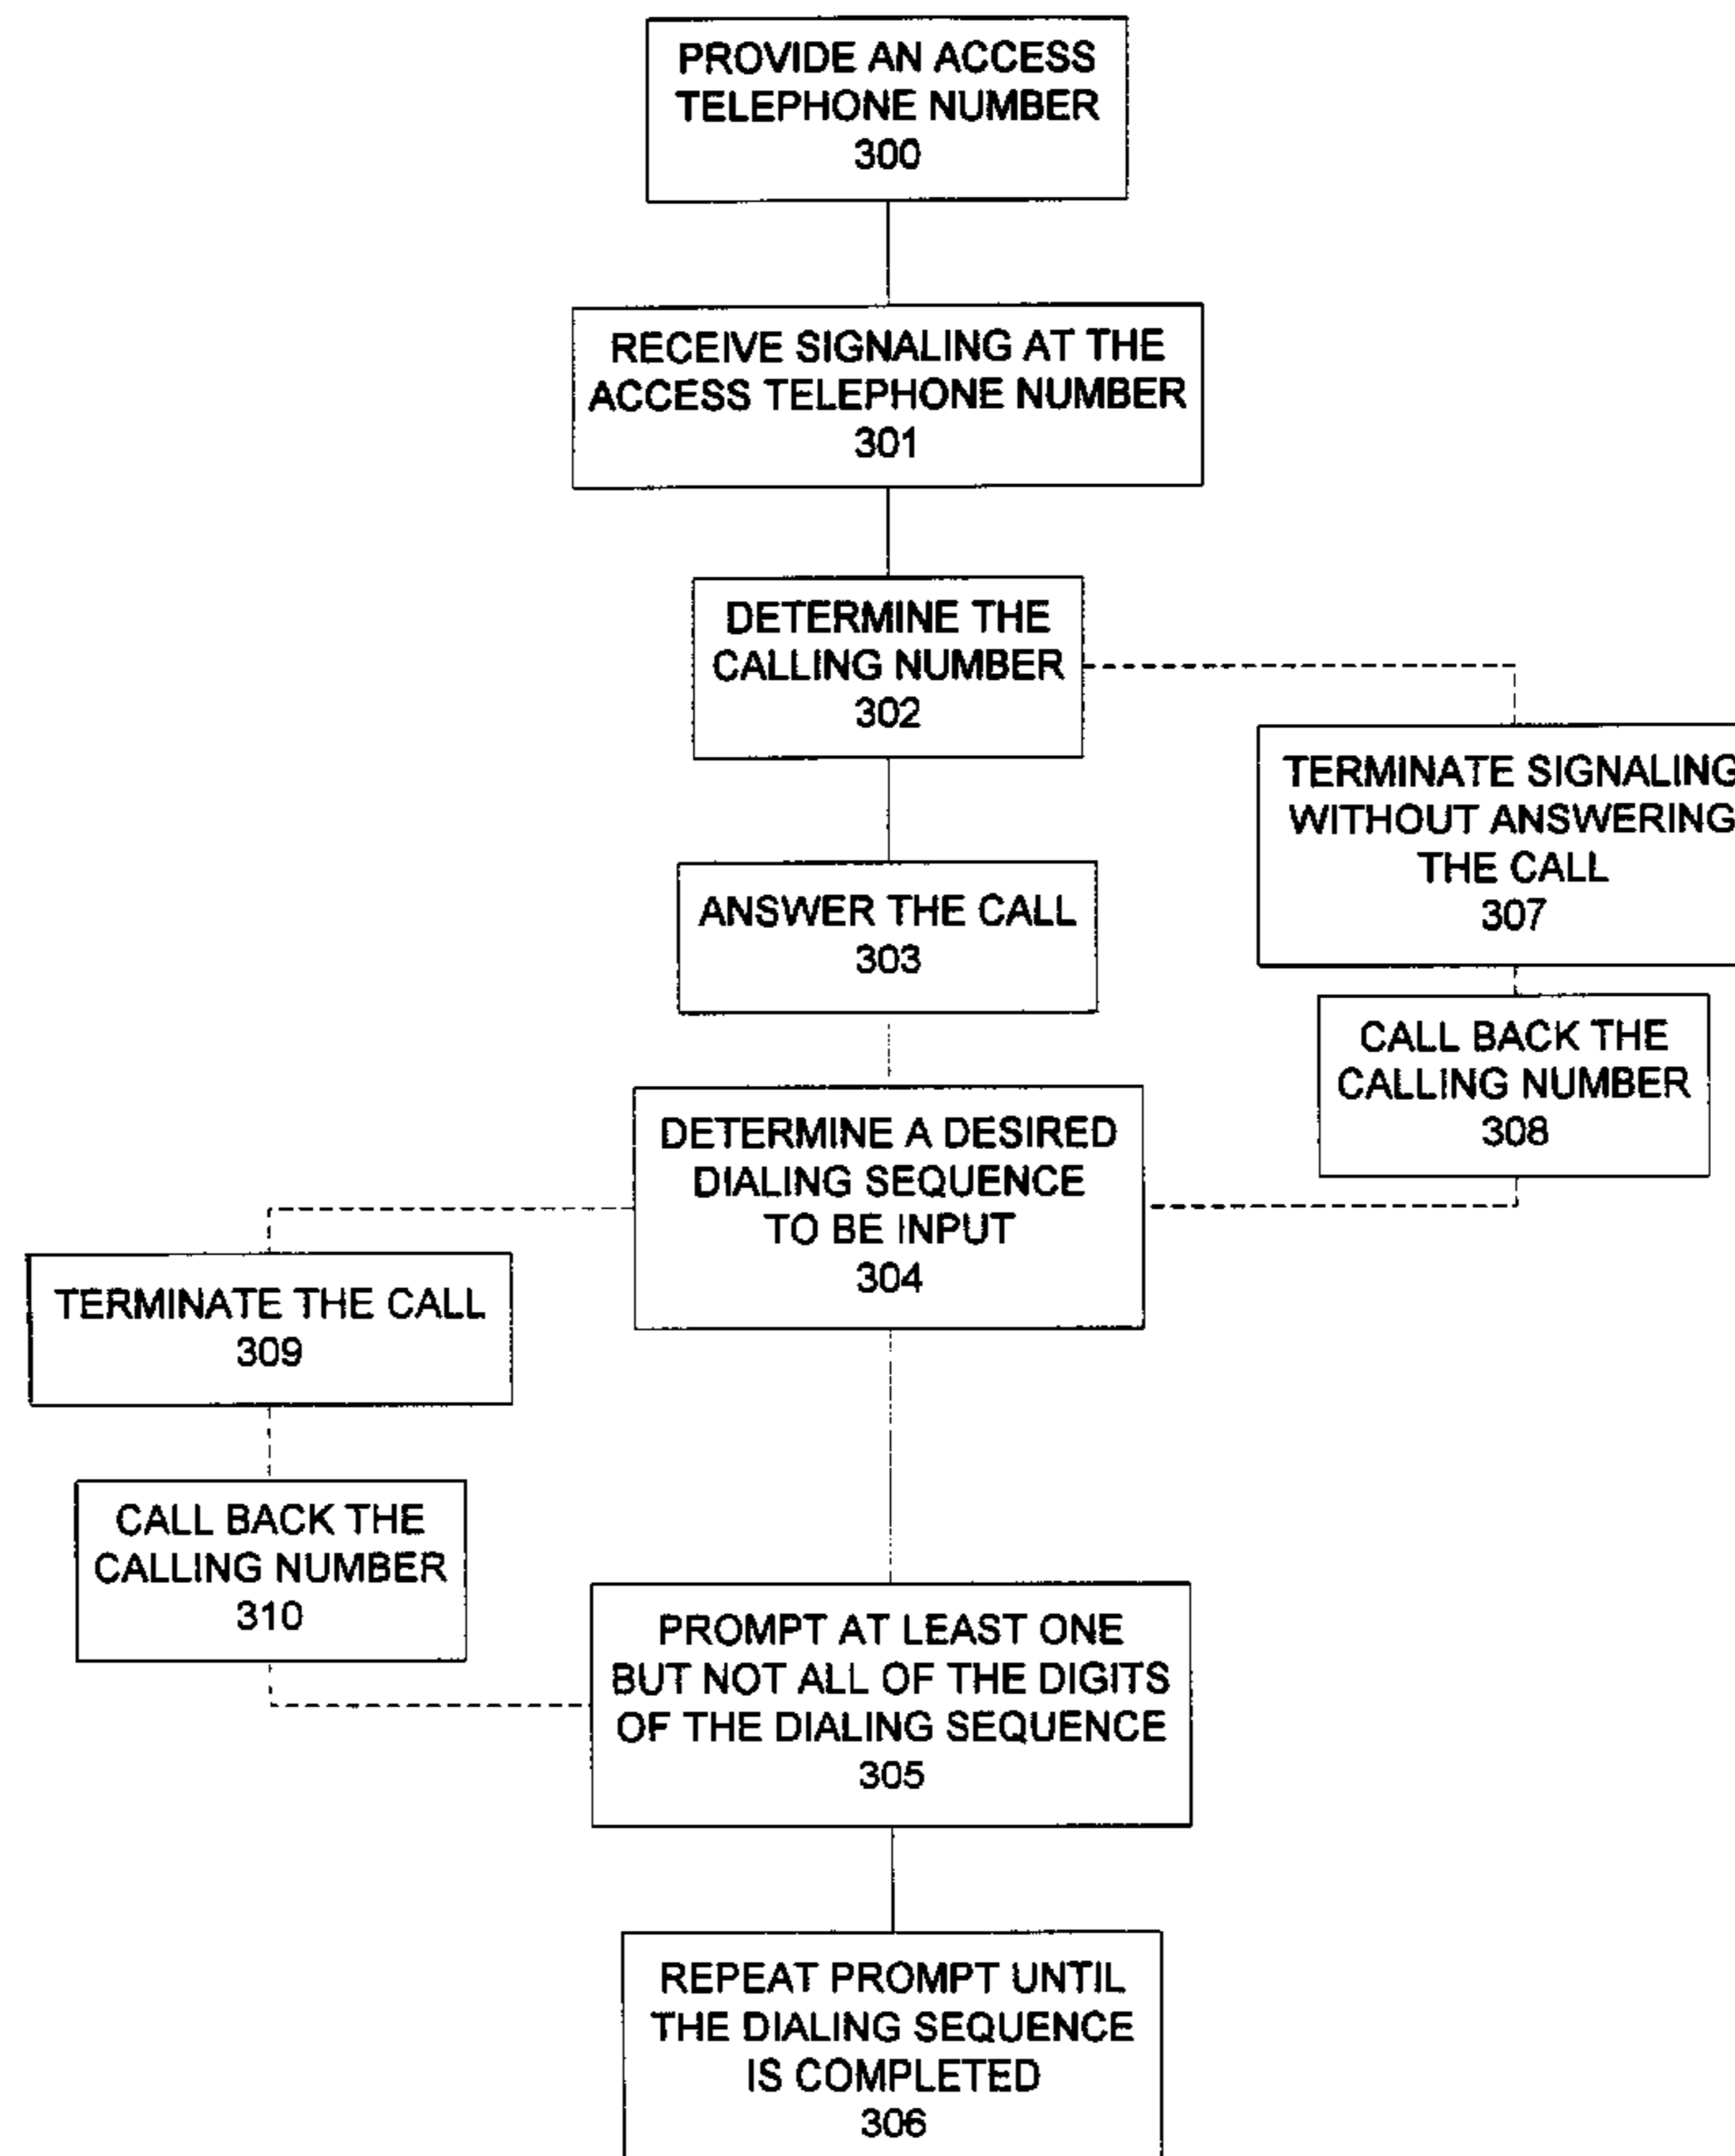 PROVIDE AN ACCESS
TELEPHONE NUMBER
300
RECEIVE SIGNALING AT THE
ACCESS TELEPHONE NUMBER
301
DETERMINE THE
CALLING NUMBER
302
TERMINATE SIGNALING
WITHOUT ANSWERING
THE CALL
307
ANSWER THE CALL
303
CALL BACK THE
CALLING NUMBER
308
DETERMINE A DESIRED
DIALING SEQUENCE
TO BE INPUT
304
TERMINATE THE CALL
309
CALL BACK THE
CALLING NUMBER
310
PROMPT AT LEAST ONE
BUT NOT ALL OF THE DIGITS
OF THE DIALING SEQUENCE
305
REPEAT PROMPT UNTIL
THE DIALING SEQUENCE
IS COMPLETED
306